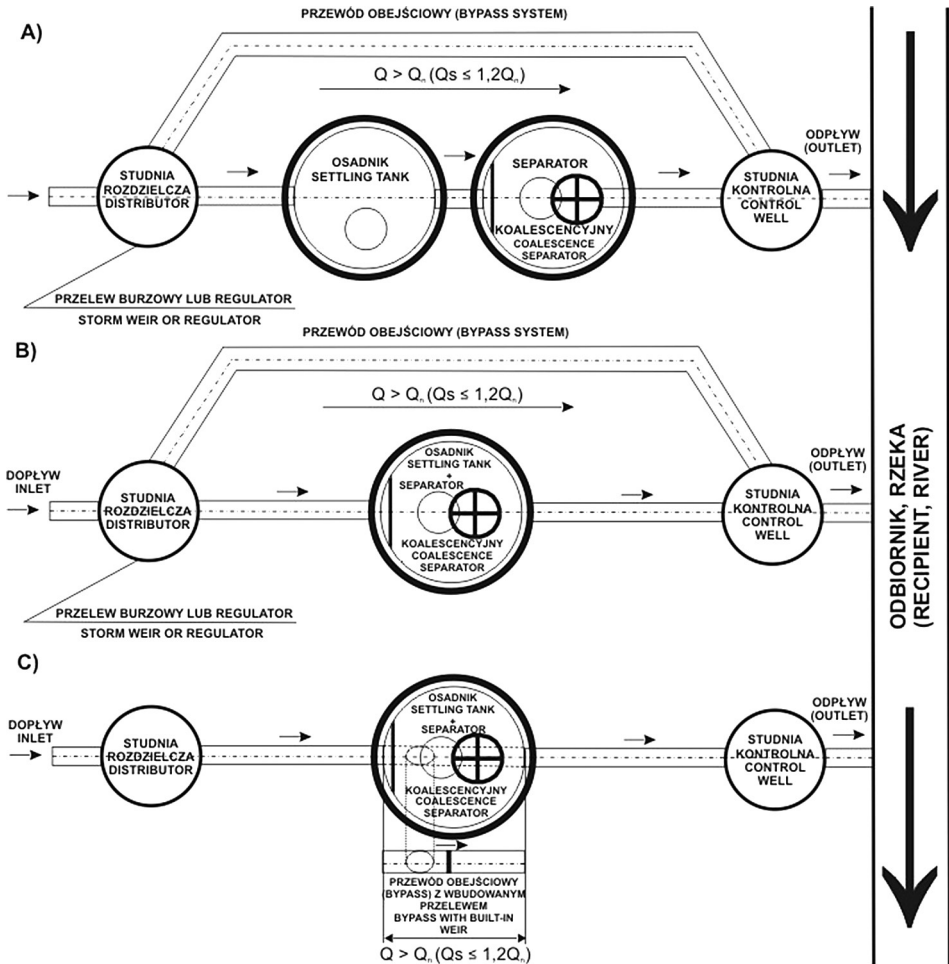 A)
PRZEWÓD OBEJŚCIOWY (BYPASS SYSTEM)
Q > Qₙ (Qs ≤ 1,2Qₙ)
STUDNIA
ROZDZIELCZA
DISTRIBUTOR
OSADNIK
SETTLING TANK
SEPARATOR
KOALESCENCYJNY
COALESCENCE
SEPARATOR
STUDNIA
KONTROLNA
CONTROL
WELL
ODPŁYW
(OUTLET)
PRZELEW BURZOWY LUB REGULATOR
STORM WEIR OR REGULATOR
B)
PRZEWÓD OBEJŚCIOWY (BYPASS SYSTEM)
Q > Qₙ (Qs ≤ 1,2Qₙ)
DOPŁYW
INLET
STUDNIA
ROZDZIELCZA
DISTRIBUTOR
OSADNIK
SETTLING TANK
+
SEPARATOR
KOALESCENCYJNY
COALESCENCE
SEPARATOR
STUDNIA
KONTROLNA
CONTROL
WELL
ODPŁYW
(OUTLET)
PRZELEW BURZOWY LUB REGULATOR
STORM WEIR OR REGULATOR
C)
DOPŁYW
INLET
STUDNIA
ROZDZIELCZA
DISTRIBUTOR
OSADNIK
SETTLING TANK
+
SEPARATOR
KOALESCENCYJNY
COALESCENCE
SEPARATOR
STUDNIA
KONTROLNA
CONTROL
WELL
ODPŁYW
(OUTLET)
PRZEWÓD OBEJŚCIOWY
(BYPASS) Z WBUDOWANYM
PRZELEWEM
BYPASS WITH BUILT-IN
WEIR
Q > Qₙ (Qs ≤ 1,2Qₙ)
ODBIORNIK, RZEKA
(RECIPIENT, RIVER)